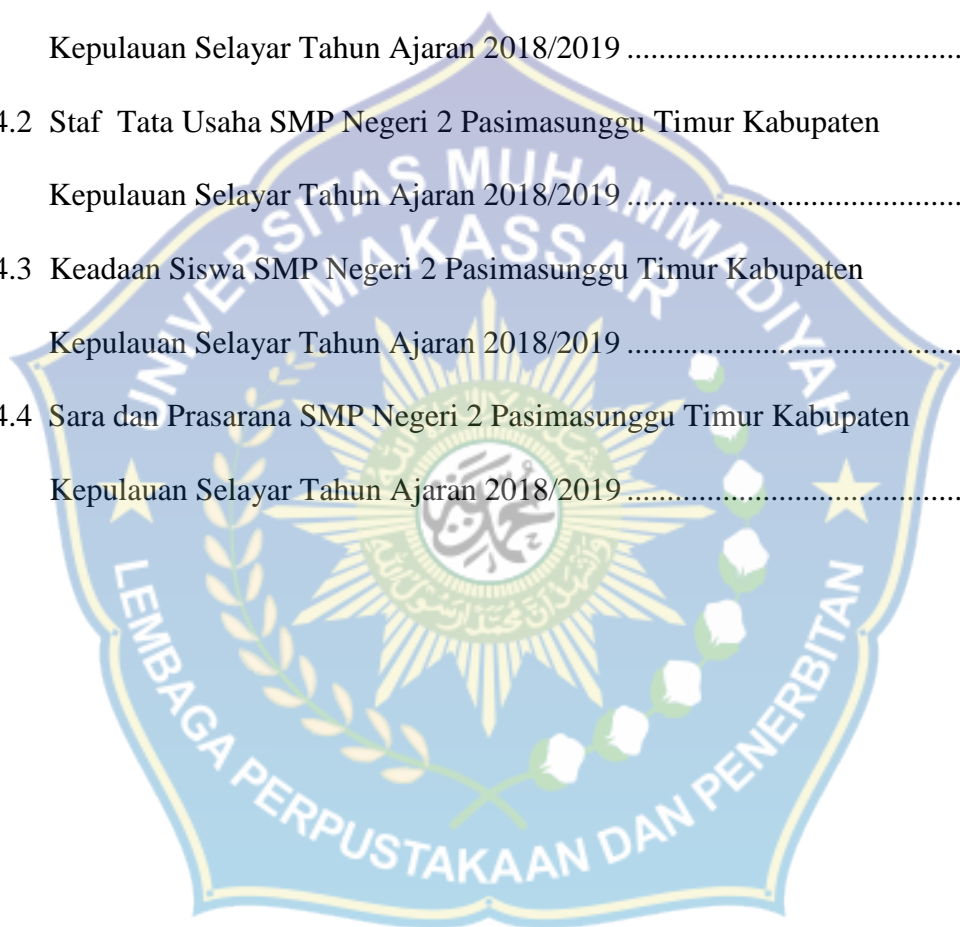 Kepulauan Selayar Tahun Ajaran 2018/2019 .......................................
4.2 Staf Tata Usaha SMP Negeri 2 Pasimasunggu Timur Kabupaten
Kepulauan Selayar Tahun Ajaran 2018/2019 .......................................
4.3 Keadaan Siswa SMP Negeri 2 Pasimasunggu Timur Kabupaten
Kepulauan Selayar Tahun Ajaran 2018/2019 .......................................
4.4 Sara dan Prasarana SMP Negeri 2 Pasimasunggu Timur Kabupaten
Kepulauan Selayar Tahun Ajaran 2018/2019 .......................................
UNIVERSITAS MUHAMMADIYAH
MAKASSAR
LEMBAGA PERPUSTAKAAN DAN PENERBITAN